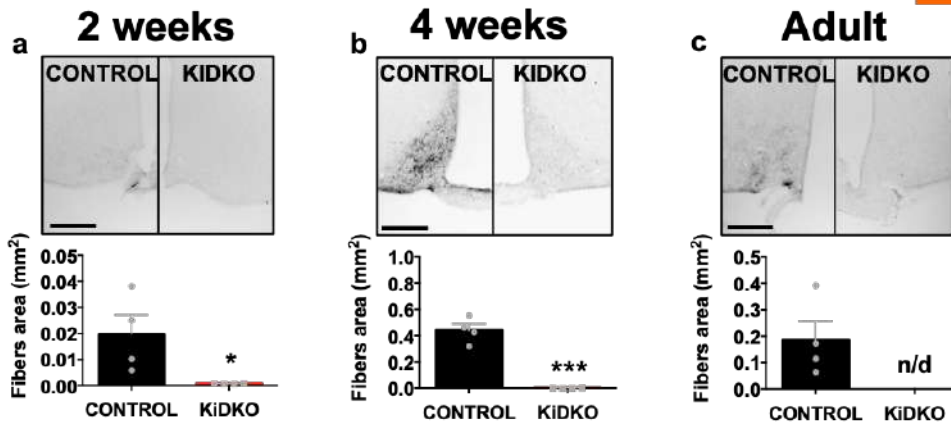 2 weeks
4 weeks
Adult
a
b
c
CONTROL
KIDKO
CONTROL
KIDKO
CONTROL
KIDKO
Fibers area (mm²)
0.05
0.04
0.03
0.02
0.01
0.00
*
CONTROL
KiDKO
Fibers area (mm²)
1.0
0.8
0.6
0.4
0.2
0.0
***
CONTROL
KiDKO
Fibers area (mm²)
0.5
0.4
0.3
0.2
0.1
0.0
n/d
CONTROL
KiDKO